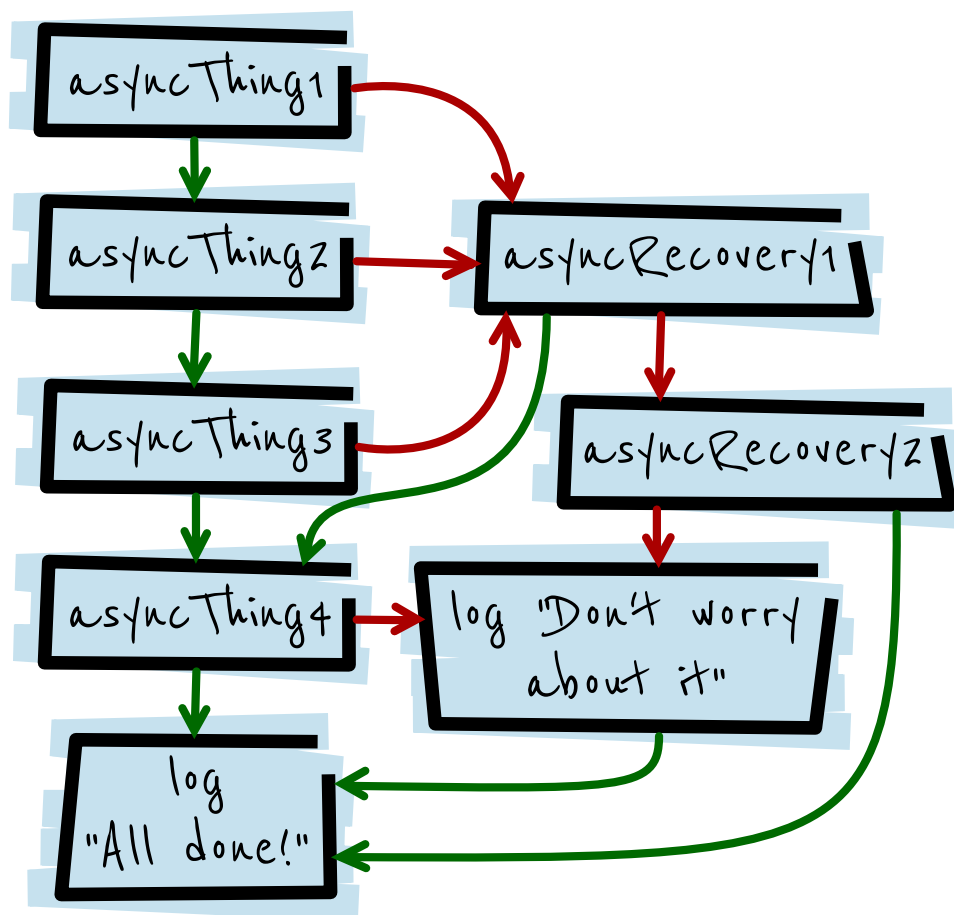 asyncThing1
asyncThing2
asyncRecovery1
asyncThing3
asyncRecovery2
asyncThing4
log "Don't worry
about it"
log
"All done!"